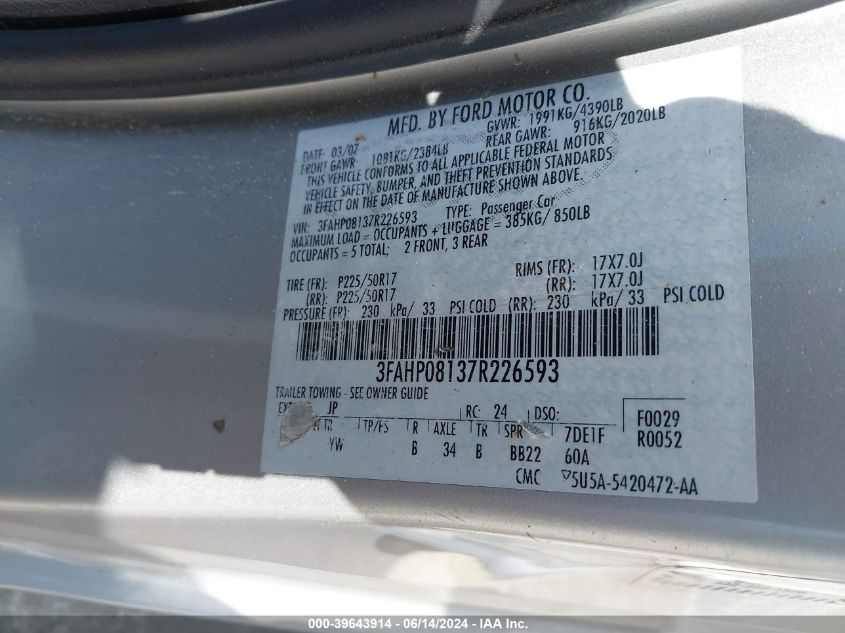 MFD. BY FORD MOTOR CO.
DATE: 03/07 GVWR: 1991KG/4390LB
FRONT GAWR: 1081KG/2384LB REAR GAWR: 916KG/2020LB
THIS VEHICLE CONFORMS TO ALL APPLICABLE FEDERAL MOTOR
VEHICLE SAFETY, BUMPER, AND THEFT PREVENTION STANDARDS
IN EFFECT ON THE DATE OF MANUFACTURE SHOWN ABOVE.
VIN: 3FAHP08137R226593 TYPE: Passenger Car
MAXIMUM LOAD = OCCUPANTS + LUGGAGE = 385KG/ 850LB
OCCUPANTS = 5 TOTAL; 2 FRONT, 3 REAR
TIRE (FR): P225/50R17 RIMS (FR): 17X7.0J
(RR): P225/50R17 (RR): 17X7.0J
PRESSURE (FR): 230 kPa/ 33 PSI COLD (RR): 230 kPa/ 33 PSI COLD
3FAHP08137R226593
TRAILER TOWING - SEE OWNER GUIDE
JP RC: 24 DSO: F0029
TR TP/PS R AXLE TR SPR 7DE1F R0052
YW B 34 B BB22 60A
CMC 5U5A-5420472-AA
000-39643914 - 06/14/2024 - IAA Inc.